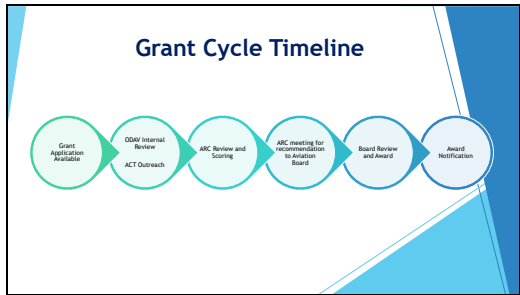 Grant Cycle Timeline
Grant
Application
Available
ODAV Internal
Review
ACT Outreach
ARC Review and
Scoring
ARC meeting for
recommendation
to Aviation
Board
Board Review
and Award
Award
Notification